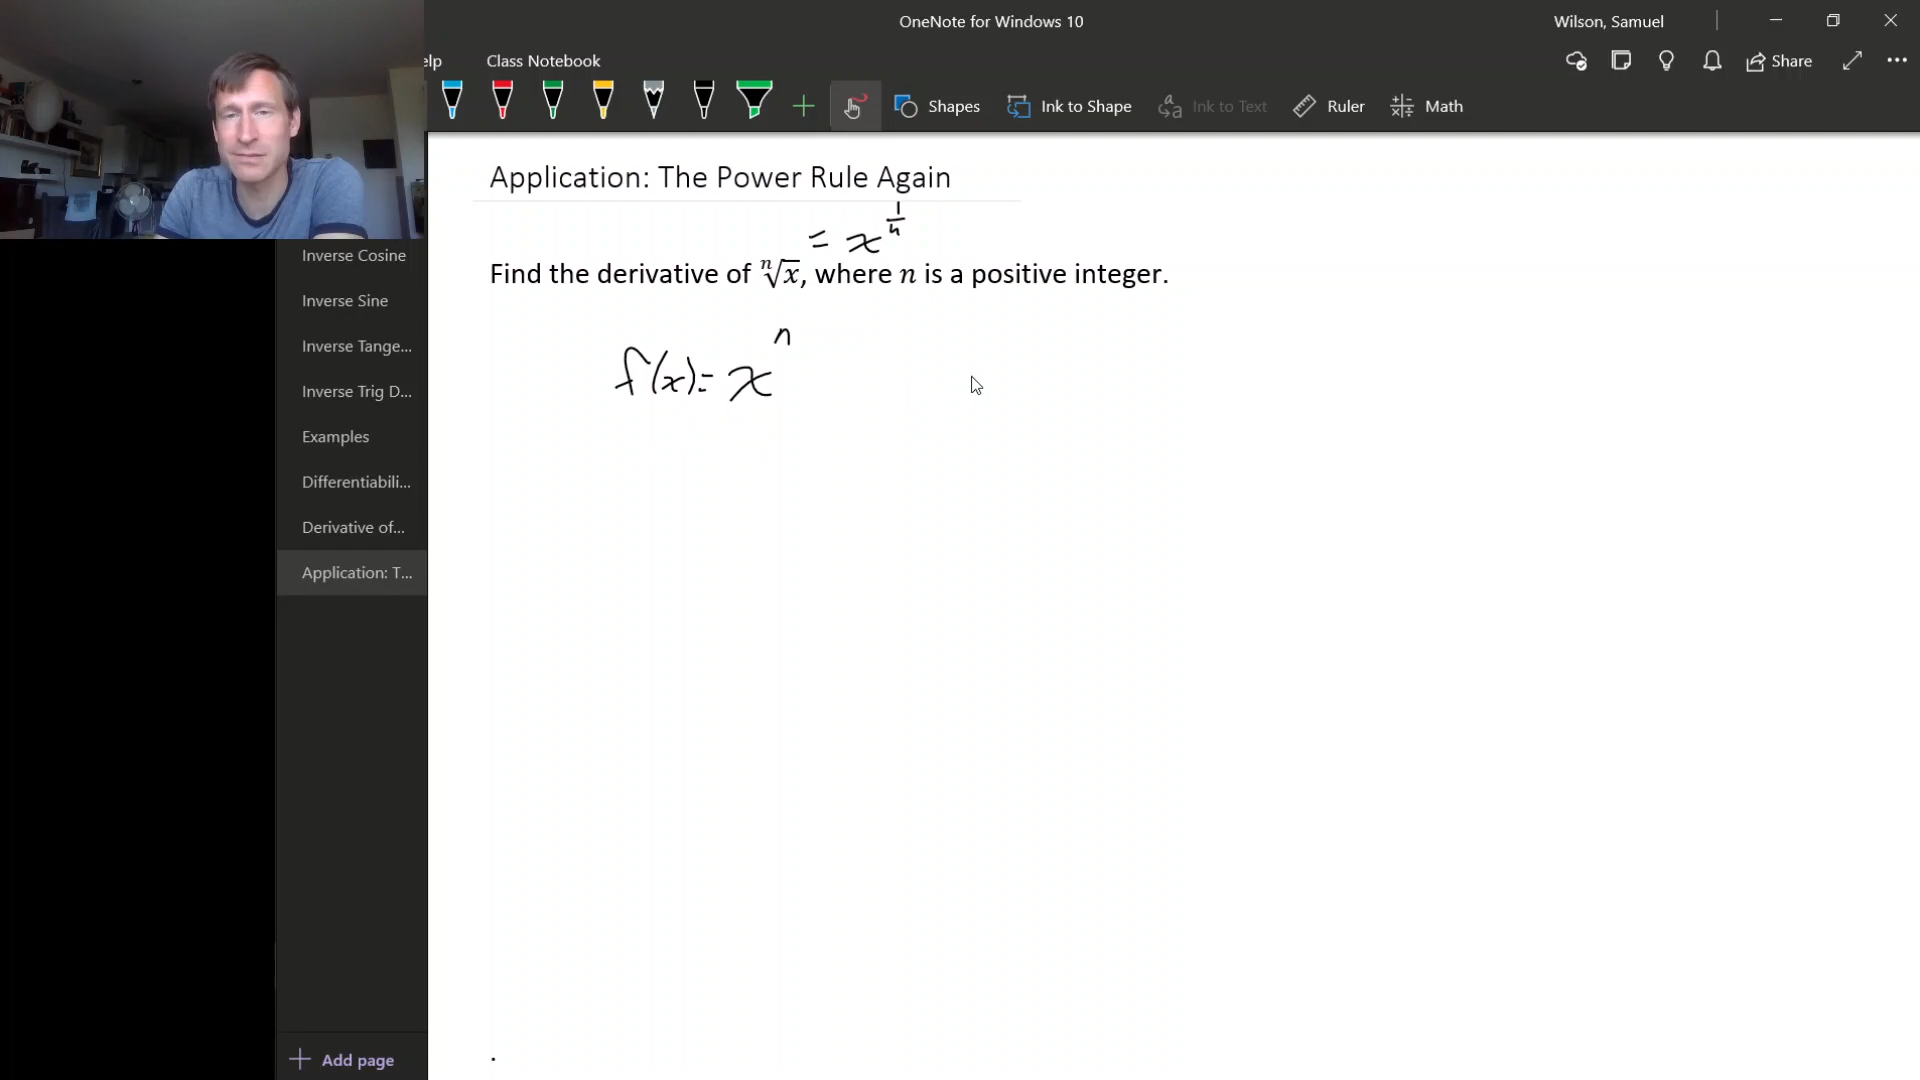 OneNote for Windows 10
Wilson, Samuel
elp
Class Notebook
Share
Shapes
Ink to Shape
Ink to Text
Ruler
Math
Application: The Power Rule Again
= x^{1/n}
Find the derivative of ⁿ√x, where n is a positive integer.
f(x) = x^n
Inverse Cosine
Inverse Sine
Inverse Tange...
Inverse Trig D...
Examples
Differentiabili...
Derivative of...
Application: T...
Add page